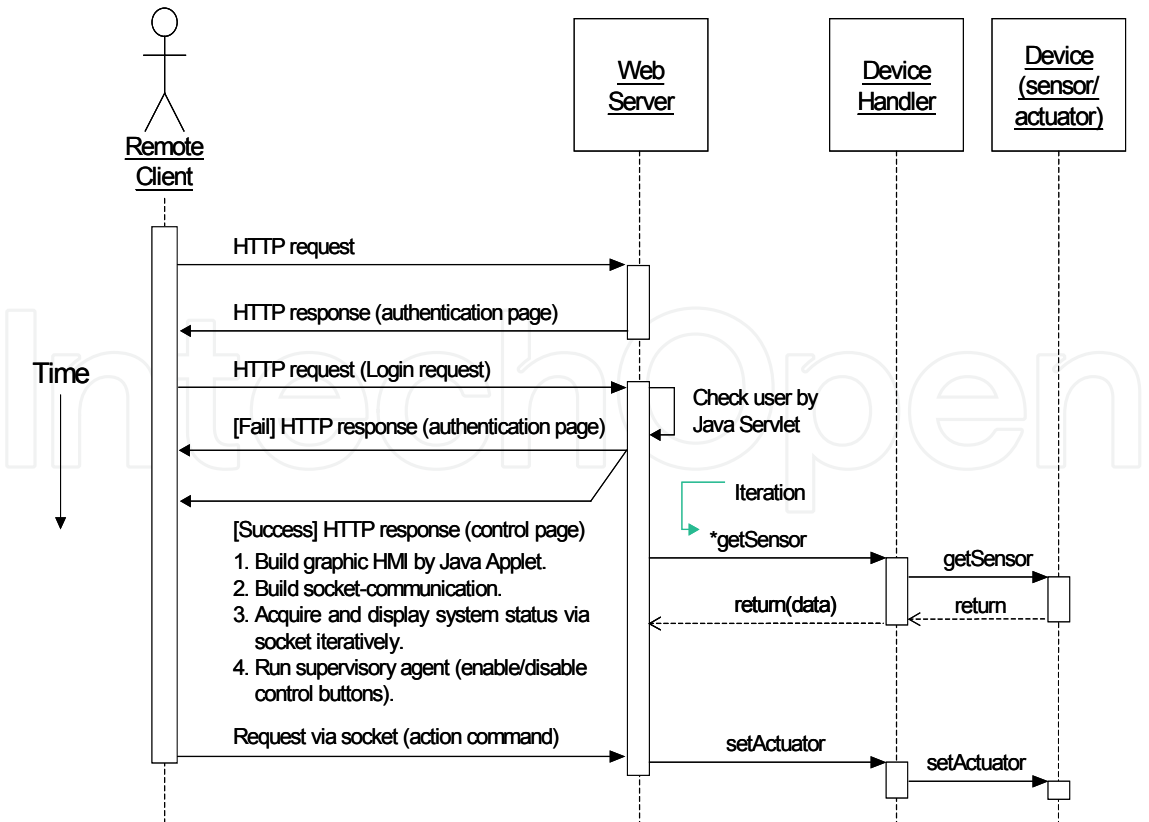 Remote
Client
Web
Server
Device
Handler
Device
(sensor/
actuator)
HTTP request
HTTP response (authentication page)
Time
HTTP request (Login request)
Check user by
Java Servlet
[Fail] HTTP response (authentication page)
Iteration
[Success] HTTP response (control page)
1. Build graphic HMI by Java Applet.
2. Build socket-communication.
3. Acquire and display system status via
socket iteratively.
4. Run supervisory agent (enable/disable
control buttons).
*getSensor
getSensor
return(data)
return
Request via socket (action command)
setActuator
setActuator
IntechOpen